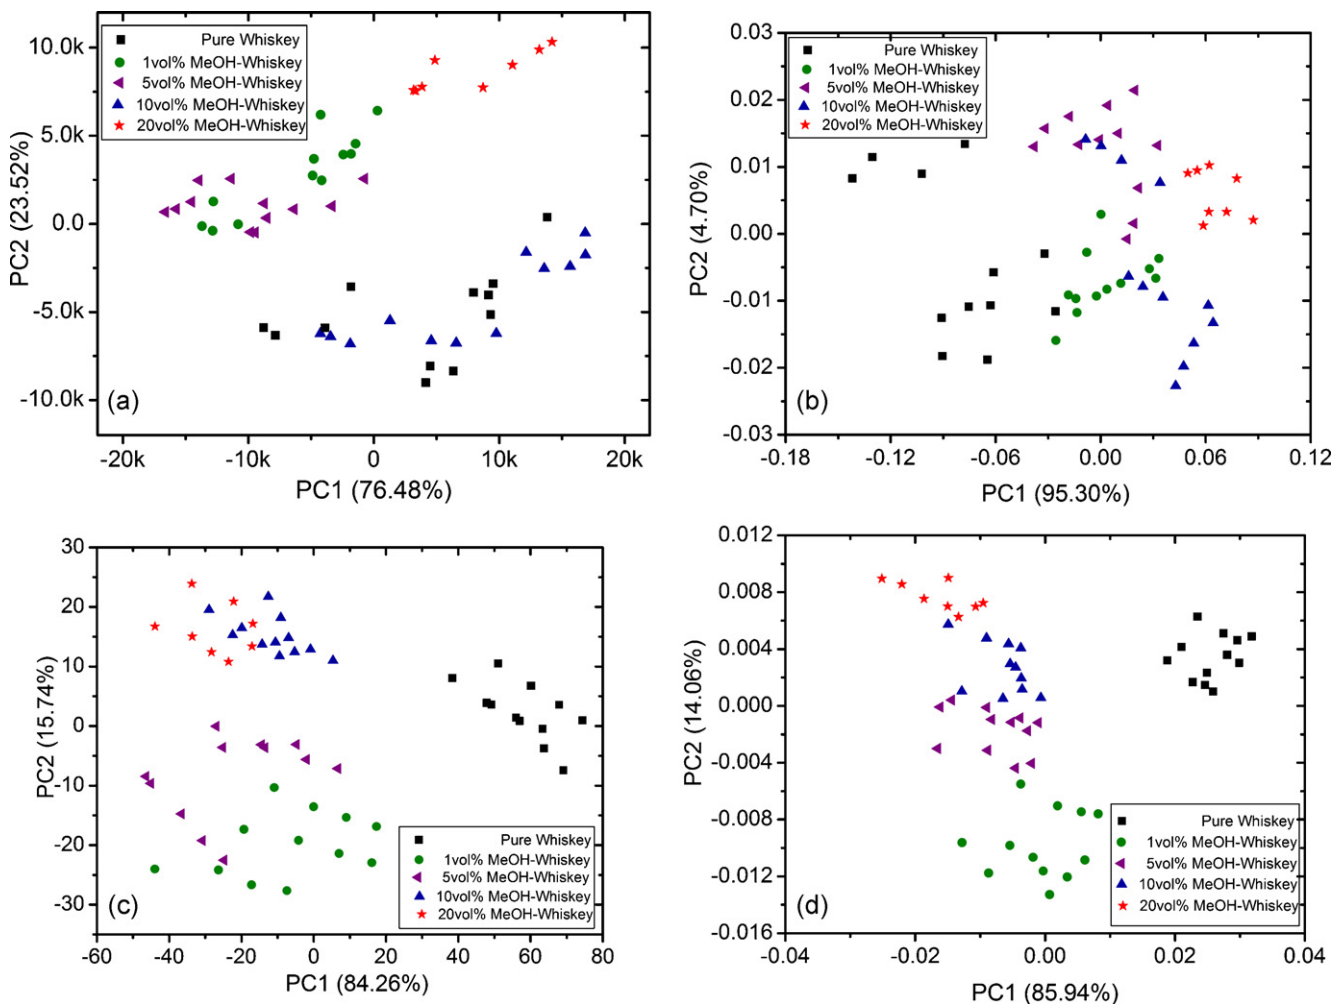 10.0k
5.0k
0.0
-5.0k
-10.0k
PC2 (23.52%)
Pure Whiskey
1vol% MeOH-Whiskey
5vol% MeOH-Whiskey
10vol% MeOH-Whiskey
20vol% MeOH-Whiskey
(a)
-20k -10k 0 10k 20k
PC1 (76.48%)
0.03
0.02
0.01
0.00
-0.01
-0.02
-0.03
PC2 (4.70%)
Pure Whiskey
1vol% MeOH-Whiskey
5vol% MeOH-Whiskey
10vol% MeOH-Whiskey
20vol% MeOH-Whiskey
(b)
-0.18 -0.12 -0.06 0.00 0.06 0.12
PC1 (95.30%)
30
20
10
0
-10
-20
-30
PC2 (15.74%)
Pure Whiskey
1vol% MeOH-Whiskey
5vol% MeOH-Whiskey
10vol% MeOH-Whiskey
20vol% MeOH-Whiskey
(c)
-60 -40 -20 0 20 40 60 80
PC1 (84.26%)
0.012
0.008
0.004
0.000
-0.004
-0.008
-0.012
-0.016
PC2 (14.06%)
Pure Whiskey
1vol% MeOH-Whiskey
5vol% MeOH-Whiskey
10vol% MeOH-Whiskey
20vol% MeOH-Whiskey
(d)
-0.04 -0.02 0.00 0.02 0.04
PC1 (85.94%)